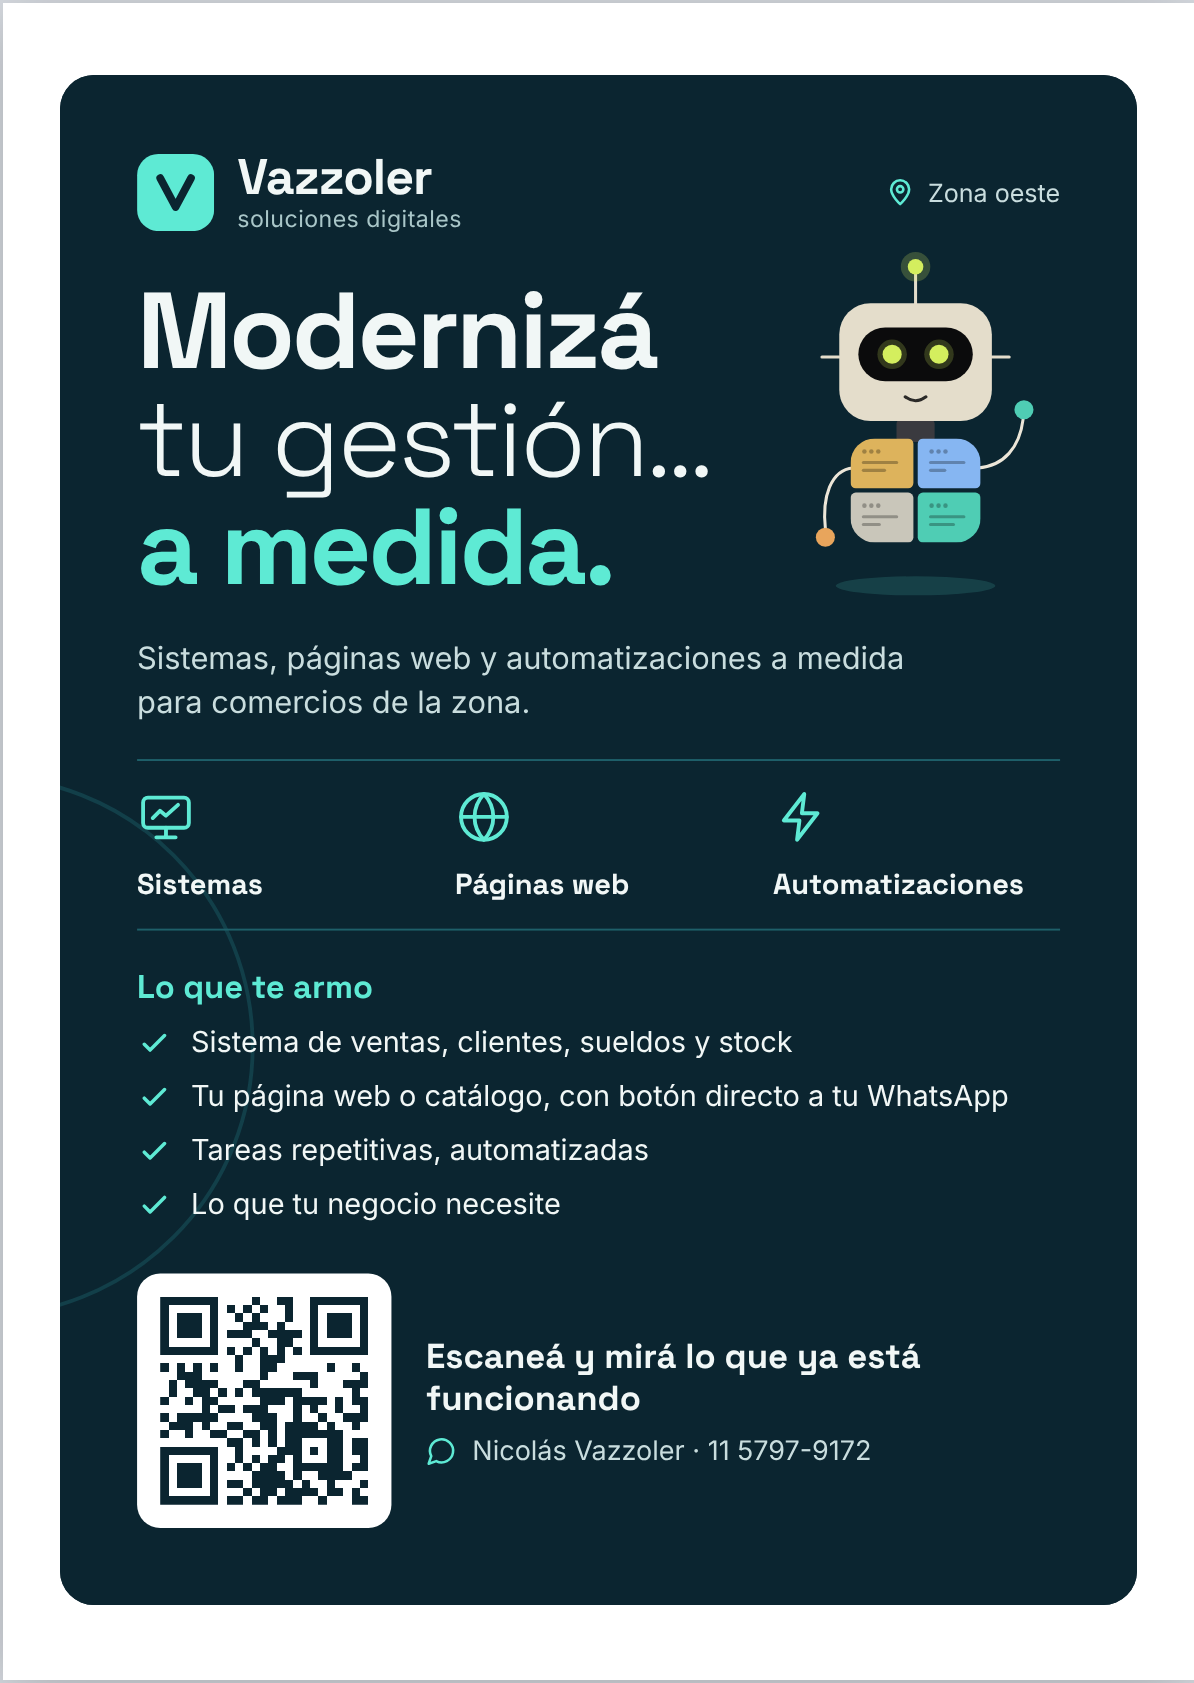 Vazzoler
soluciones digitales
Zona oeste
Modernizá
tu gestión...
a medida.
Sistemas, páginas web y automatizaciones a medida
para comercios de la zona.
Sistemas
Páginas web
Automatizaciones
Lo que te armo
Sistema de ventas, clientes, sueldos y stock
Tu página web o catálogo, con botón directo a tu WhatsApp
Tareas repetitivas, automatizadas
Lo que tu negocio necesite
Escaneá y mirá lo que ya está
funcionando
Nicolás Vazzoler · 11 5797-9172